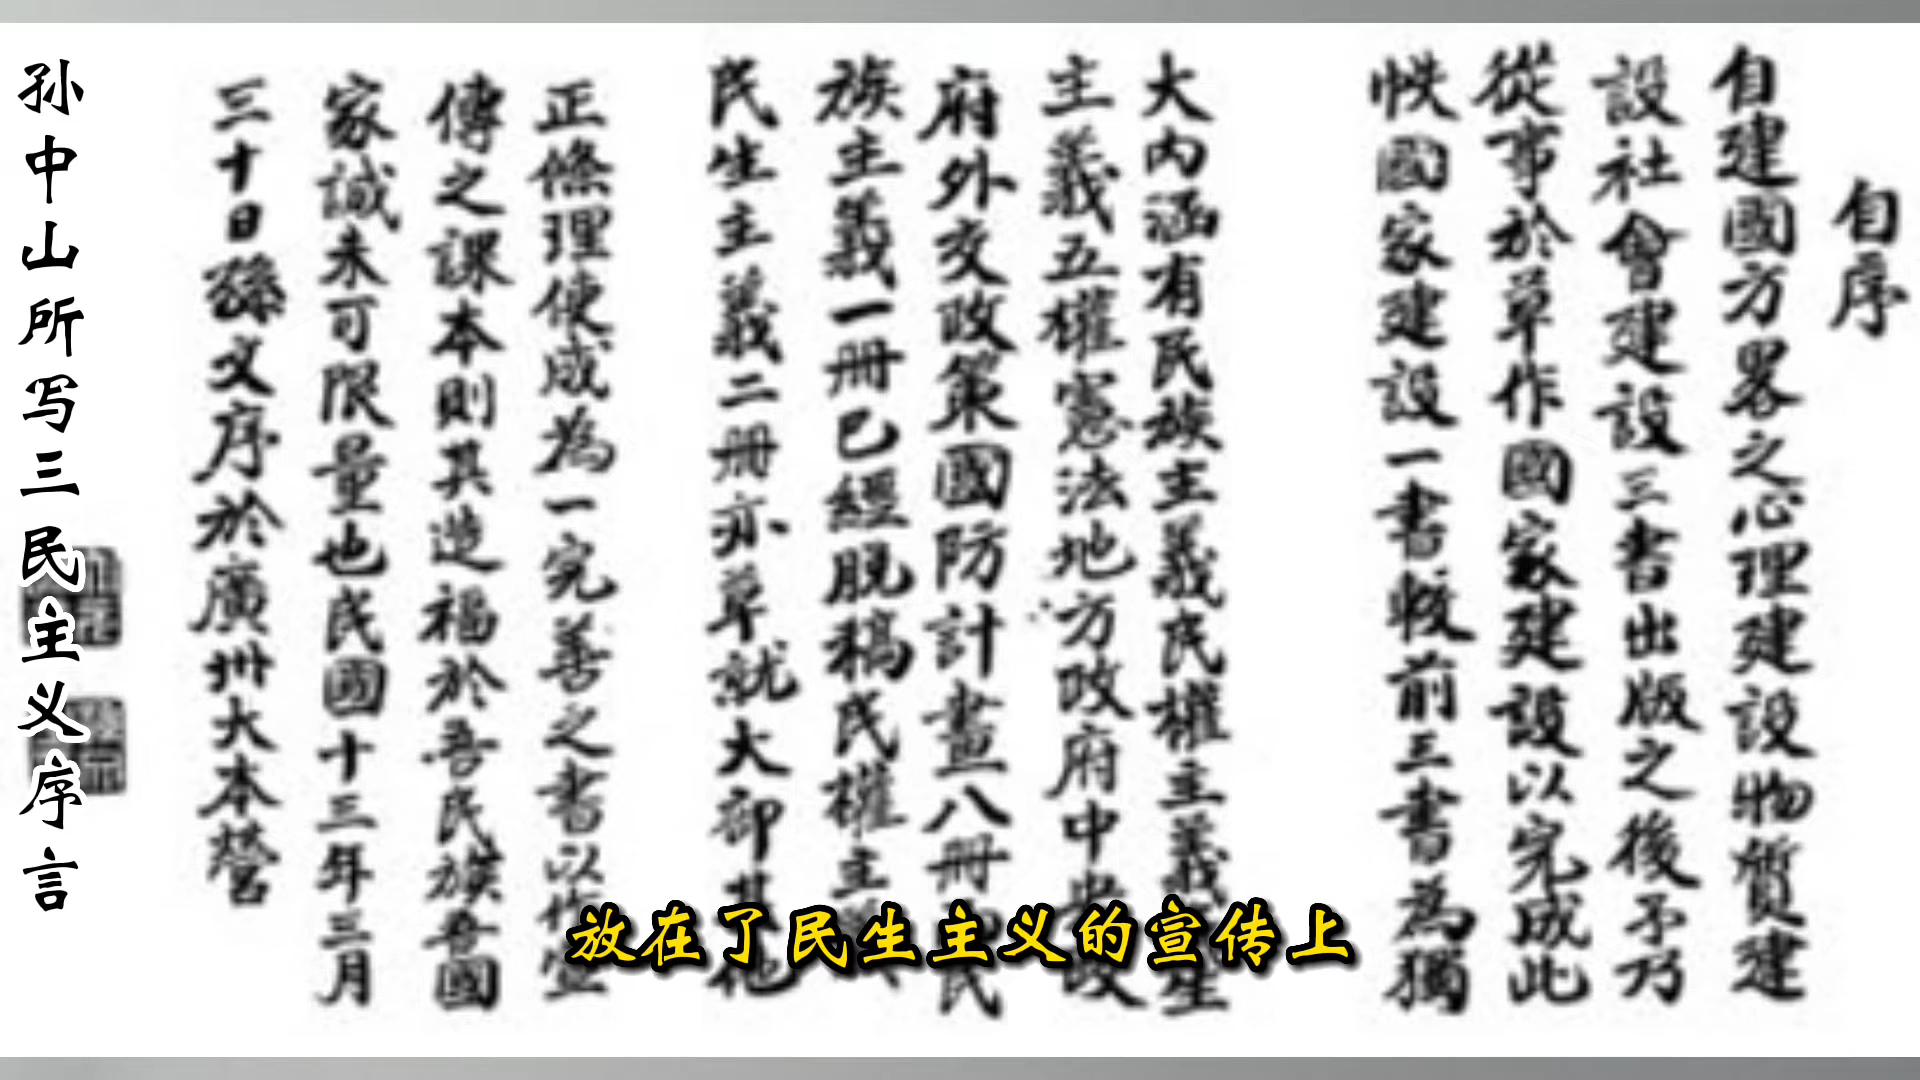 自序
自建國方畧之心理建設物質建
設社會建設三書出版之後予乃
從事於草作國家建設以完成此
帙國家建設一書較前三書為獨
大內涵有民族主義民權主義生
主義五權憲法地方政府中央政
府外交政策國防計畫八冊民
族主義一冊已經脫稿民權主
民生主義二冊亦草就大部其他
正條理使成為一完善之書以作宣
傳之課本則其造福於吾民族吾國
家誠未可限量也民國十三年三月
三十日孫文序於廣州大本營
孙中山所写三民主义序言
放在了民生主义的宣传上